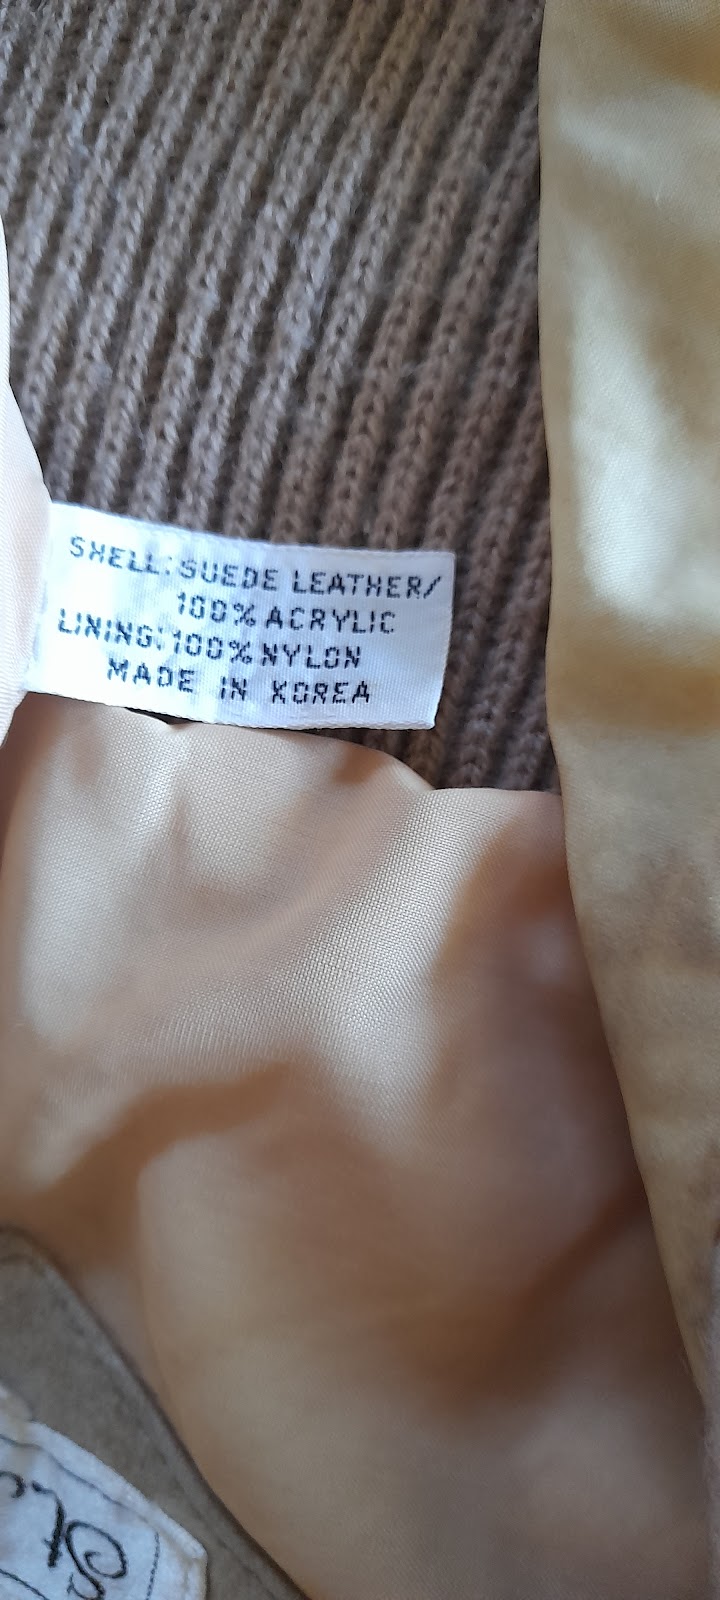 SHELL:SUEDE LEATHER/
100% ACRYLIC
LINING:100% NYLON
MADE IN KOREA